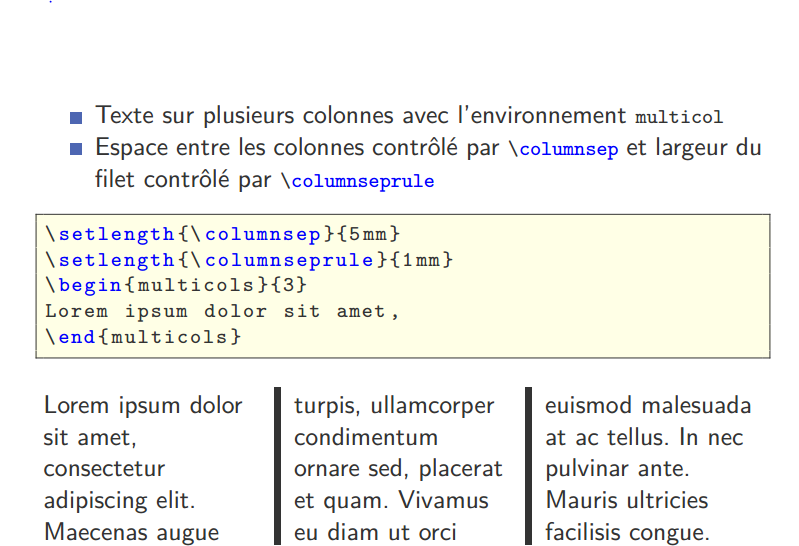 Texte sur plusieurs colonnes avec l'environnement multicol
Espace entre les colonnes contrôlé par \columnsep et largeur du
filet contrôlé par \columnseprule
\setlength{\columnsep}{5mm}
\setlength{\columnseprule}{1mm}
\begin{multicols}{3}
Lorem ipsum dolor sit amet,
\end{multicols}
Lorem ipsum dolor
sit amet,
consectetur
adipiscing elit.
Maecenas augue
turpis, ullamcorper
condimentum
ornare sed, placerat
et quam. Vivamus
eu diam ut orci
euismod malesuada
at ac tellus. In nec
pulvinar ante.
Mauris ultricies
facilisis congue.